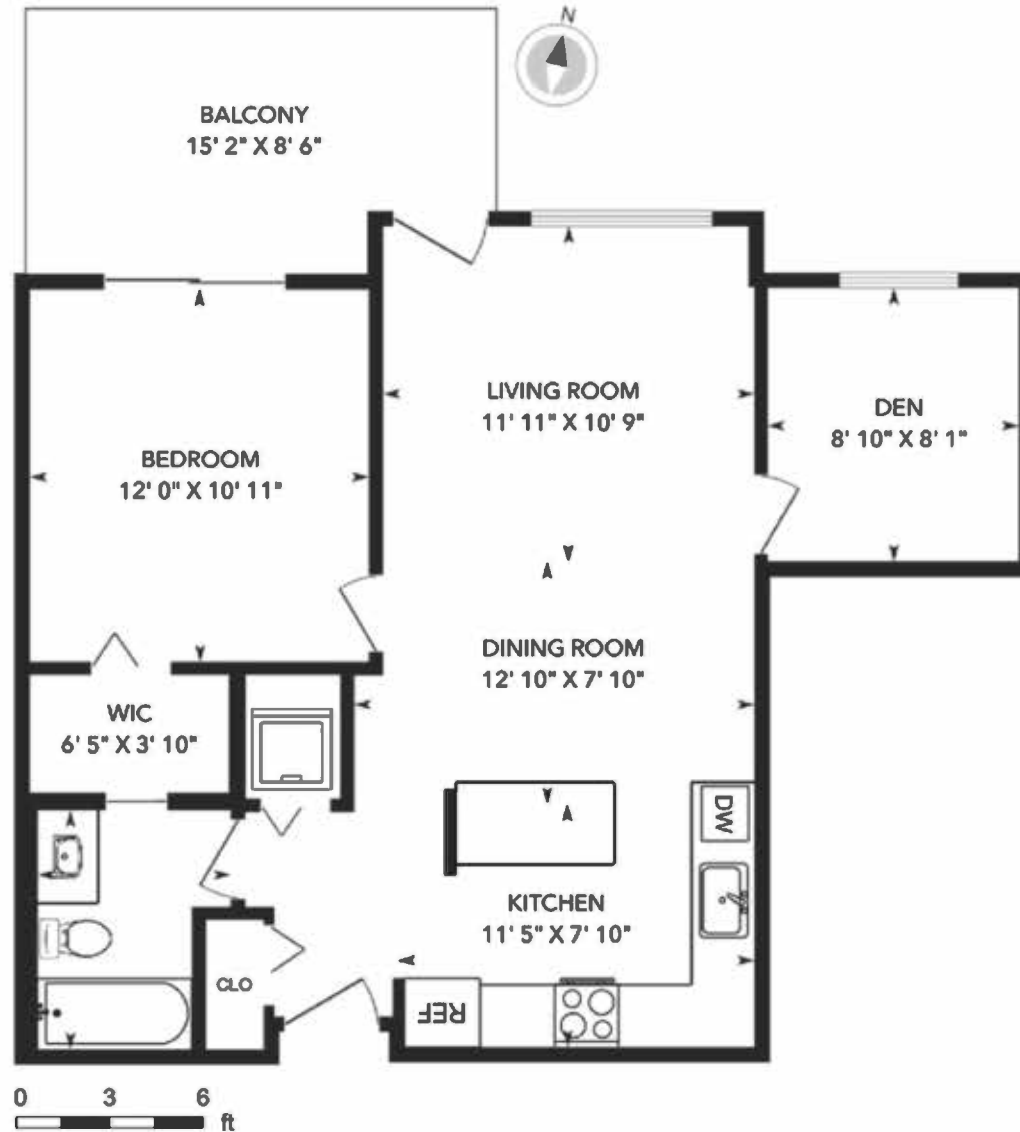 N
BALCONY
15' 2" X 8' 6"
LIVING ROOM
11' 11" X 10' 9"
DEN
8' 10" X 8' 1"
BEDROOM
12' 0" X 10' 11"
DINING ROOM
12' 10" X 7' 10"
WIC
6' 5" X 3' 10"
DW
KITCHEN
11' 5" X 7' 10"
CLO
REF
0 3 6
ft